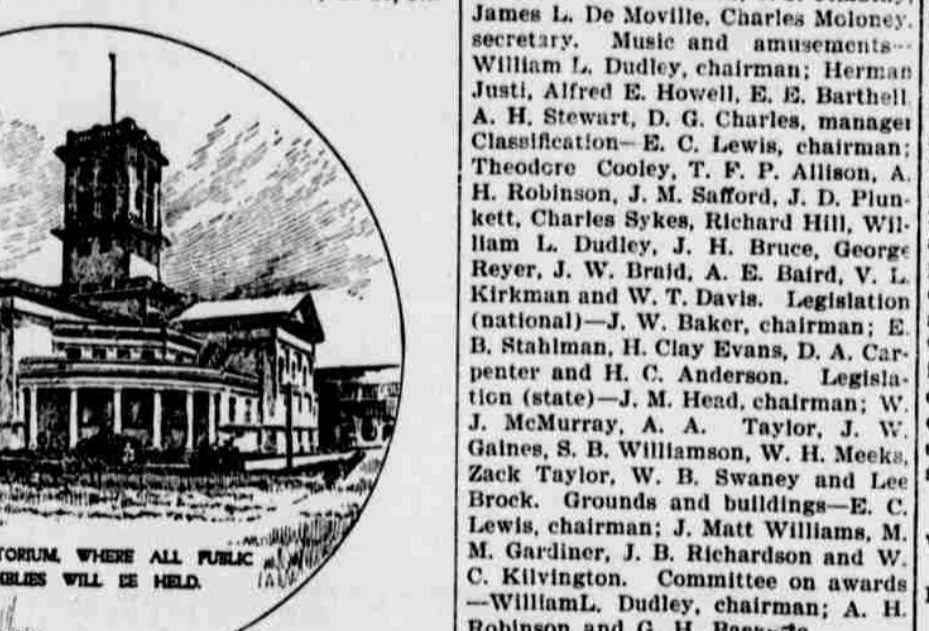 TORIUM, WHERE ALL PUBLIC
BLIES WILL BE HELD.
James L. De Moville, Charles Moloney,
secretary. Music and amusements—
William L. Dudley, chairman; Herman
Justi, Alfred E. Howell, E. E. Barthell,
A. H. Stewart, D. G. Charles, manager
Classification—E. C. Lewis, chairman;
Theodore Cooley, T. F. P. Allison, A.
H. Robinson, J. M. Safford, J. D. Plun-
kett, Charles Sykes, Richard Hill, Wil-
liam L. Dudley, J. H. Bruce, George
Reyer, J. W. Braid, A. E. Baird, V. L.
Kirkman and W. T. Davis. Legislation
(national)—J. W. Baker, chairman; E.
B. Stahlman, H. Clay Evans, D. A. Car-
penter and H. C. Anderson. Legisla-
tion (state)—J. M. Head, chairman; W.
J. McMurray, A. A. Taylor, J. W.
Gaines, S. B. Williamson, W. H. Meeks,
Zack Taylor, W. B. Swaney and Lee
Brock. Grounds and buildings—E. C.
Lewis, chairman; J. Matt Williams, M.
M. Gardiner, J. B. Richardson and W.
C. Kilvington. Committee on awards
—WilliamL. Dudley, chairman; A. H.
Robinson and G. H.